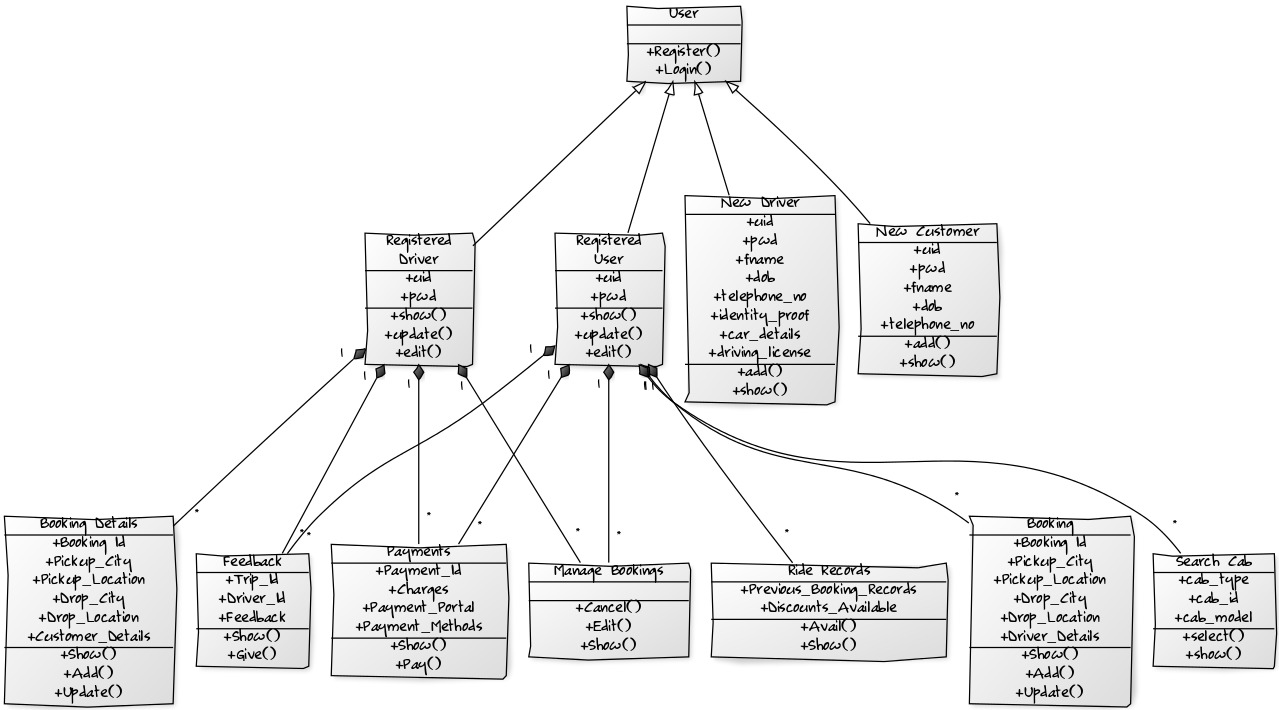 User
+Register()
+Login()
Registered
Driver
+uid
+pwd
+show()
+update()
+edit()
Registered
User
+uid
+pwd
+show()
+update()
+edit()
New Driver
+uid
+pwd
+fname
+dob
+telephone_no
+identity_proof
+car_details
+driving_license
+add()
+show()
New Customer
+uid
+pwd
+fname
+dob
+telephone_no
+add()
+show()
1
1
1
1
1
1
1
1
1
*
*
*
*
*
*
*
*
*
*
Booking Details
+Booking Id
+Pickup_City
+Pickup_Location
+Drop_City
+Drop_Location
+Customer_Details
+Show()
+Add()
+Update()
Feedback
+Trip_Id
+Driver_Id
+Feedback
+Show()
+Give()
Payments
+Payment_Id
+Charges
+Payment_Portal
+Payment_Methods
+Show()
+Pay()
Manage Bookings
+Cancel()
+Edit()
+Show()
Ride Records
+Previous_Booking_Records
+Discounts_Available
+Avail()
+Show()
Booking
+Booking Id
+Pickup_City
+Pickup_Location
+Drop_City
+Drop_Location
+Driver_Details
+Show()
+Add()
+Update()
Search Cab
+cab_type
+cab_id
+cab_model
+select()
+show()